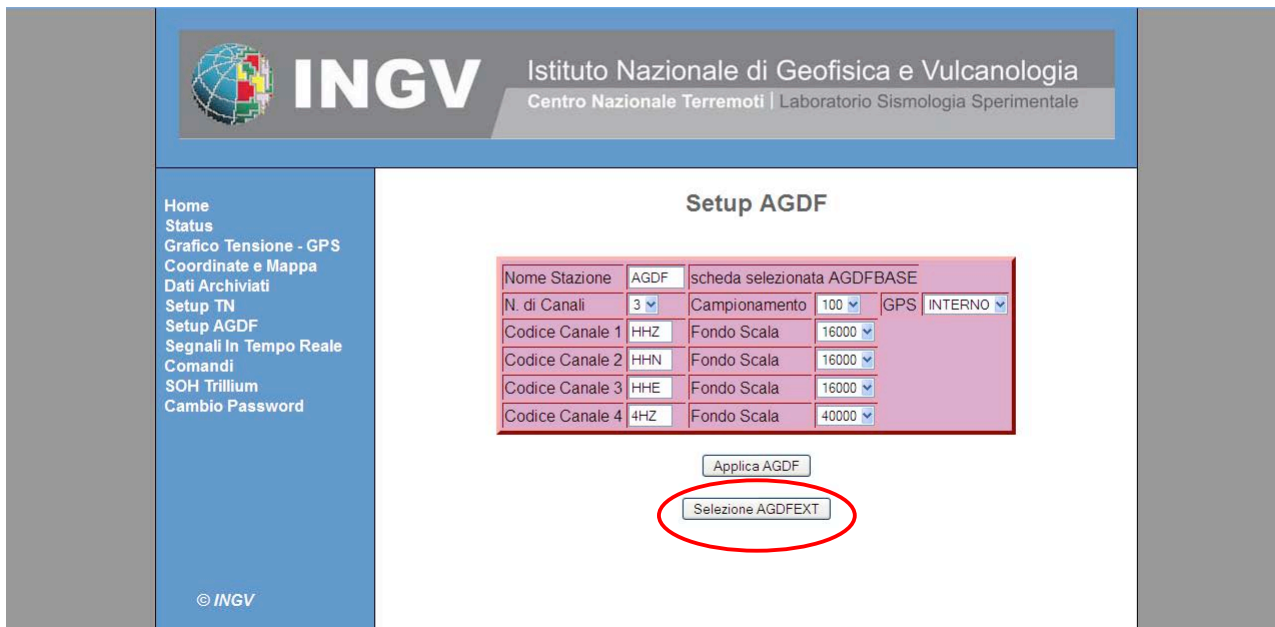 INGV
Istituto Nazionale di Geofisica e Vulcanologia
Centro Nazionale Terremoti | Laboratorio Sismologia Sperimentale
Home
Status
Grafico Tensione - GPS
Coordinate e Mappa
Dati Archiviati
Setup TN
Setup AGDF
Segnali In Tempo Reale
Comandi
SOH Trillium
Cambio Password
© INGV
Setup AGDF
Nome Stazione AGDF scheda selezionata AGDFBASE
N. di Canali 3 Campionamento 100 GPS INTERNO
Codice Canale 1 HHZ Fondo Scala 16000
Codice Canale 2 HHN Fondo Scala 16000
Codice Canale 3 HHE Fondo Scala 16000
Codice Canale 4 4HZ Fondo Scala 40000
Applica AGDF
Selezione AGDFEXT